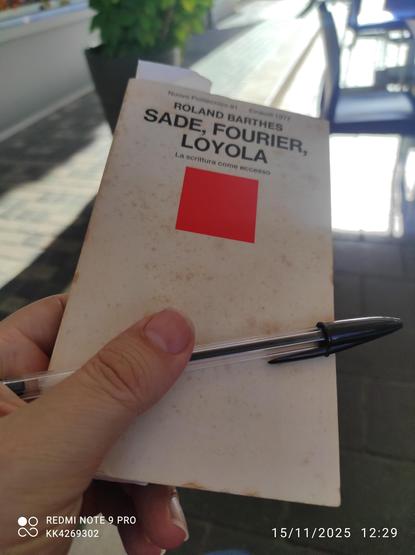 Nuovo Politecnico 91 Einaudi 1977
ROLAND BARTHES
SADE, FOURIER,
LOYOLA
La scrittura come eccesso
REDMI NOTE 9 PRO
KK4269302
15/11/2025 12:29